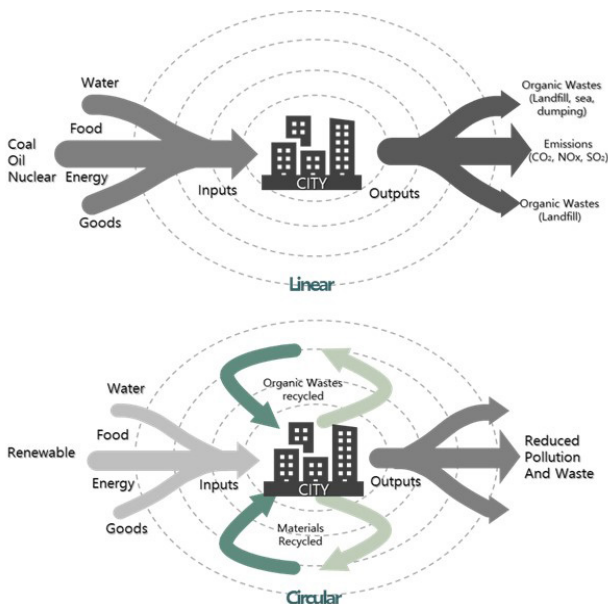 Water
Food
Coal
Oil
Nuclear
Energy
Goods
Inputs
CITY
Outputs
Organic Wastes
(Landfill, sea,
dumping)
Emissions
(CO₂, NOx, SO₂)
Organic Wastes
(Landfill)
Linear
Water
Food
Renewable
Energy
Goods
Inputs
Organic Wastes
recycled
CITY
Materials
Recycled
Outputs
Reduced
Pollution
And Waste
Circular